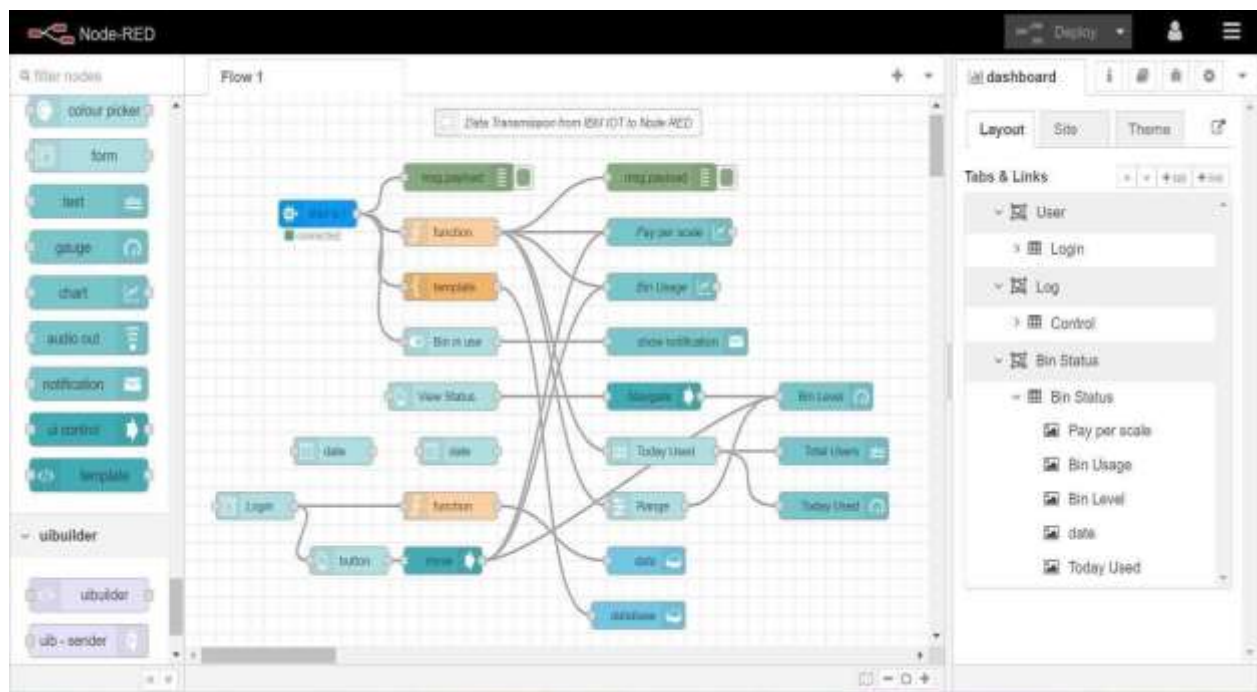 Node-RED
Deploy
filter nodes
colour picker
form
text
gauge
chart
audio out
notification
ui control
template
uibuilder
uibuilder
uib - sender
Flow 1
Data Transmission from IBM IOT to Node-RED
msg.payload
msg.payload
connected
function
Pay per scale
template
Bin Usage
Bin in use
show notification
View Status
Navigate
Bin Level
date
date
Today Used
Total Users
Login
function
Range
Today Used
button
date
database
dashboard
Layout
Site
Theme
Tabs & Links
User
Login
Log
Control
Bin Status
Bin Status
Pay per scale
Bin Usage
Bin Level
date
Today Used